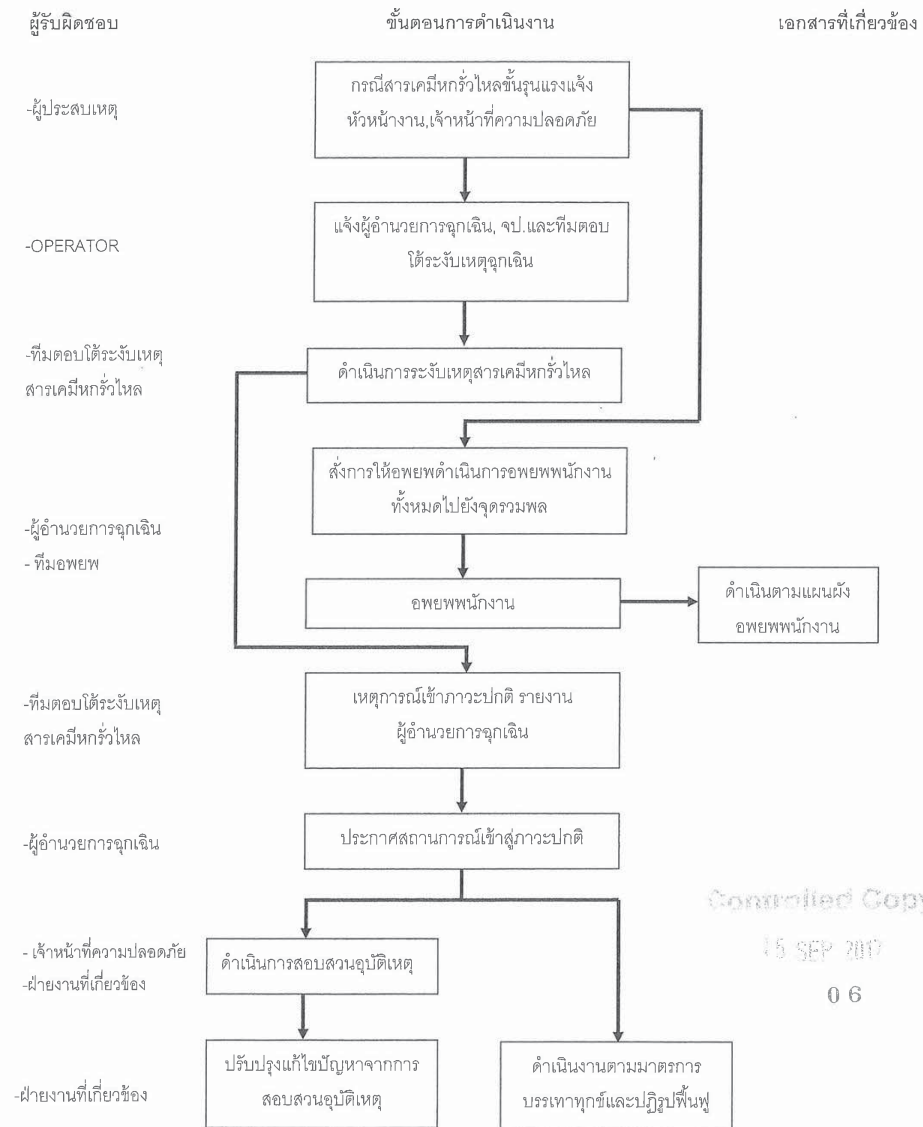 ผู้รับผิดชอบ
ขั้นตอนการดำเนินงาน
เอกสารที่เกี่ยวข้อง
-ผู้ประสบเหตุ
กรณีสารเคมีหกรั่วไหลขั้นรุนแรงแจ้ง
หัวหน้างาน,เจ้าหน้าที่ความปลอดภัย
-OPERATOR
แจ้งผู้อำนวยการฉุกเฉิน, จป.และทีมตอบ
โต้ระงับเหตุฉุกเฉิน
-ทีมตอบโต้ระงับเหตุ
สารเคมีหกรั่วไหล
ดำเนินการระงับเหตุสารเคมีหกรั่วไหล
สั่งการให้อพยพดำเนินการอพยพพนักงาน
ทั้งหมดไปยังจุดรวมพล
-ผู้อำนวยการฉุกเฉิน
- ทีมอพยพ
อพยพพนักงาน
ดำเนินตามแผนผัง
อพยพพนักงาน
-ทีมตอบโต้ระงับเหตุ
สารเคมีหกรั่วไหล
เหตุการณ์เข้าภาวะปกติ รายงาน
ผู้อำนวยการฉุกเฉิน
-ผู้อำนวยการฉุกเฉิน
ประกาศสถานการณ์เข้าสู่ภาวะปกติ
Controlled Copy
15 SEP 2017
06
- เจ้าหน้าที่ความปลอดภัย
-ฝ่ายงานที่เกี่ยวข้อง
ดำเนินการสอบสวนอุบัติเหตุ
-ฝ่ายงานที่เกี่ยวข้อง
ปรับปรุงแก้ไขปัญหาจากการ
สอบสวนอุบัติเหตุ
ดำเนินงานตามมาตรการ
บรรเทาทุกข์และปฏิรูปฟื้นฟู